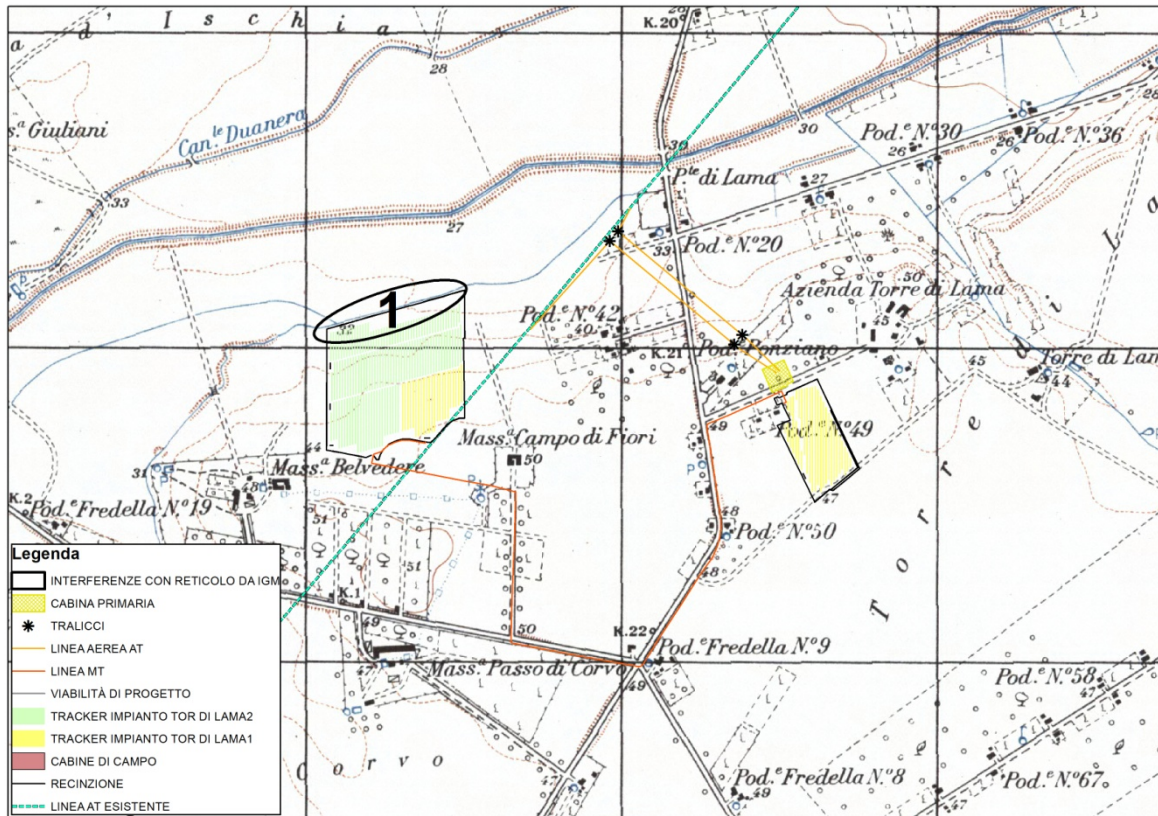 a d' I s c h i a
K.20
28
28
s.ª Giuliani
Can.le Duanera
30
30
Pod.e N.º 30
26
26
Pod.e N.º 36
33
P.te di Lama
27
27
33
Pod.e N.º 20
Azienda Torre di Lama
50
45
1
32
Pod.e N.º 42
40
K.21
Pod.e Ponziano
45
Torre di Lam
44
49
Pod.e N.º 49
44
Mass.ª Campo di Fiori
50
31
Mass.ª Belvedere
48
47
K.2
Pod.e Fredella N.º 19
48
Pod.e N.º 50
48
51
51
T o r r e d i L a
K.1
49
50
K.22
Pod.e Fredella N.º 9
49
47
Mass.ª Passo di Corvo
Pod.e N.º 58
47
C o r v o
47
Pod.e Fredella N.º 8
49
Pod.e N.º 67
47
Legenda
INTERFERENZE CON RETICOLO DA IGM
CABINA PRIMARIA
TRALICCI
LINEA AEREA AT
LINEA MT
VIABILITÀ DI PROGETTO
TRACKER IMPIANTO TOR DI LAMA2
TRACKER IMPIANTO TOR DI LAMA1
CABINE DI CAMPO
RECINZIONE
LINEA AT ESISTENTE